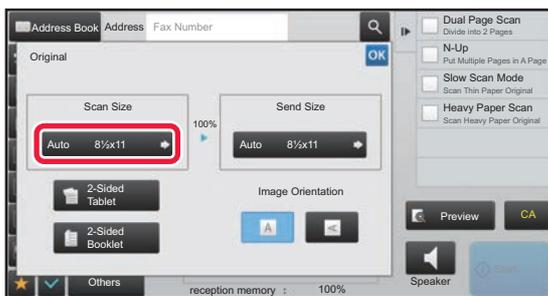 Address Book Address Fax Number
Original
OK
Scan Size
100%
Send Size
Auto 8½x11
Auto 8½x11
2-Sided
Tablet
2-Sided
Booklet
Image Orientation
A
A
Others
reception memory : 100%
Dual Page Scan
Divide into 2 Pages
N-Up
Put Multiple Pages in A Page
Slow Scan Mode
Scan Thin Paper Original
Heavy Paper Scan
Scan Heavy Paper Original
Preview
CA
Speaker
Start